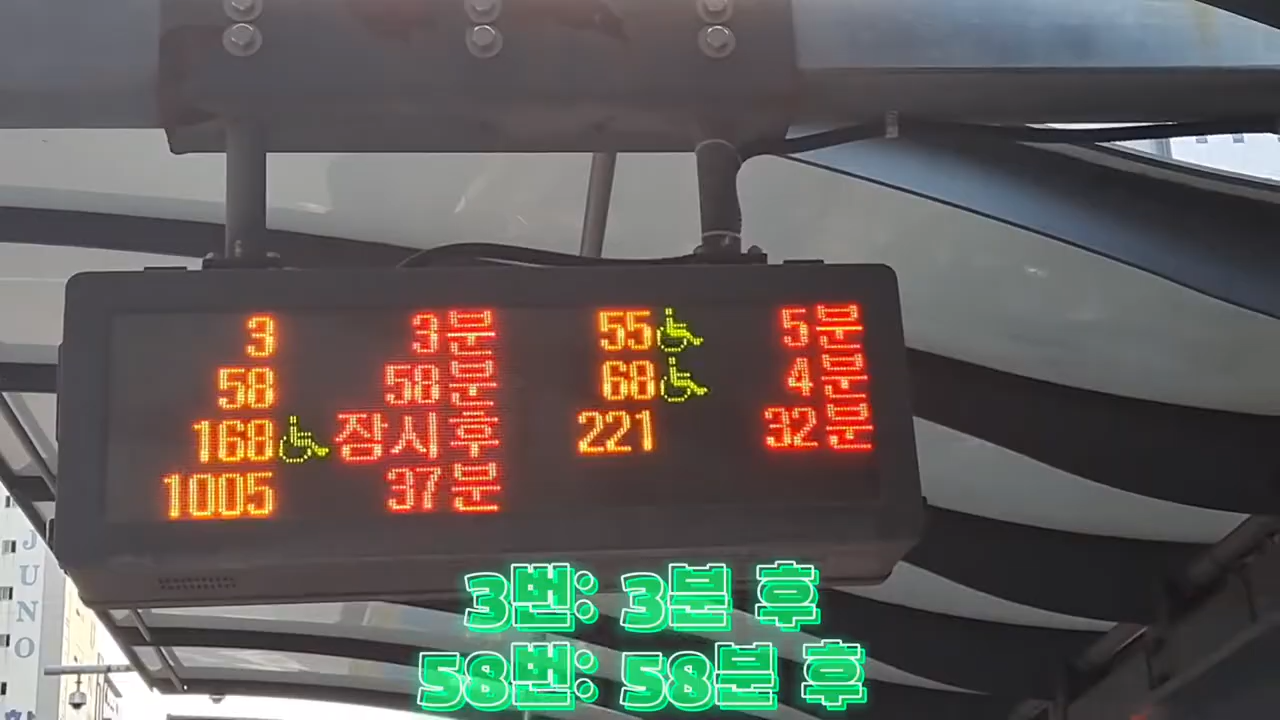 3 3분 55 5분
58 58분 68 4분
168 잠시후 221 32분
1005 37분
JUNO
3번: 3분 후
58번: 58분 후